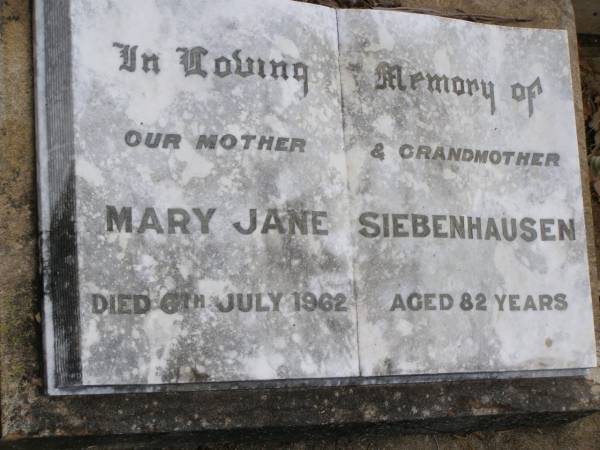 In Loving Memory of
OUR MOTHER & GRANDMOTHER
MARY JANE SIEBENHAUSEN
DIED 6TH JULY 1962 AGED 82 YEARS